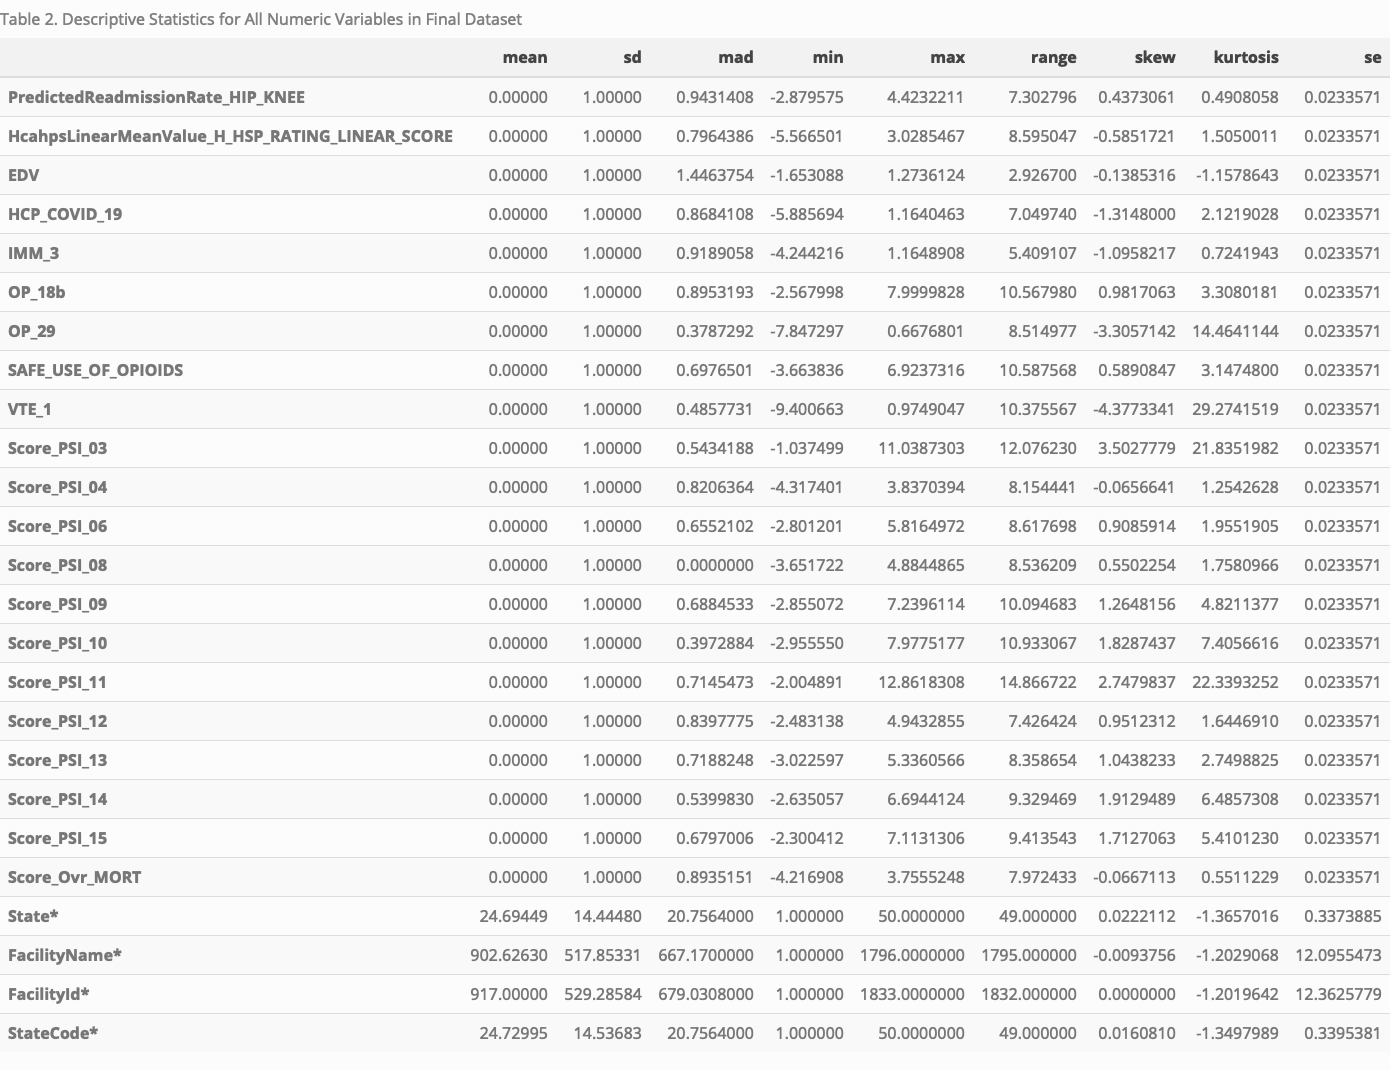 Table 2. Descriptive Statistics for All Numeric Variables in Final Dataset
mean sd mad min max range skew kurtosis se
PredictedReadmissionRate_HIP_KNEE 0.00000 1.00000 0.9431408 -2.879575 4.4232211 7.302796 0.4373061 0.4908058 0.0233571
HcahpsLinearMeanValue_H_HSP_RATING_LINEAR_SCORE 0.00000 1.00000 0.7964386 -5.566501 3.0285467 8.595047 -0.5851721 1.5050011 0.0233571
EDV 0.00000 1.00000 1.4463754 -1.653088 1.2736124 2.926700 -0.1385316 -1.1578643 0.0233571
HCP_COVID_19 0.00000 1.00000 0.8684108 -5.885694 1.1640463 7.049740 -1.3148000 2.1219028 0.0233571
IMM_3 0.00000 1.00000 0.9189058 -4.244216 1.1648908 5.409107 -1.0958217 0.7241943 0.0233571
OP_18b 0.00000 1.00000 0.8953193 -2.567998 7.9999828 10.567980 0.9817063 3.3080181 0.0233571
OP_29 0.00000 1.00000 0.3787292 -7.847297 0.6676801 8.514977 -3.3057142 14.4641144 0.0233571
SAFE_USE_OF_OPIOIDS 0.00000 1.00000 0.6976501 -3.663836 6.9237316 10.587568 0.5890847 3.1474800 0.0233571
VTE_1 0.00000 1.00000 0.4857731 -9.400663 0.9749047 10.375567 -4.3773341 29.2741519 0.0233571
Score_PSI_03 0.00000 1.00000 0.5434188 -1.037499 11.0387303 12.076230 3.5027779 21.8351982 0.0233571
Score_PSI_04 0.00000 1.00000 0.8206364 -4.317401 3.8370394 8.154441 -0.0656641 1.2542628 0.0233571
Score_PSI_06 0.00000 1.00000 0.6552102 -2.801201 5.8164972 8.617698 0.9085914 1.9551905 0.0233571
Score_PSI_08 0.00000 1.00000 0.0000000 -3.651722 4.8844865 8.536209 0.5502254 1.7580966 0.0233571
Score_PSI_09 0.00000 1.00000 0.6884533 -2.855072 7.2396114 10.094683 1.2648156 4.8211377 0.0233571
Score_PSI_10 0.00000 1.00000 0.3972884 -2.955550 7.9775177 10.933067 1.8287437 7.4056616 0.0233571
Score_PSI_11 0.00000 1.00000 0.7145473 -2.004891 12.8618308 14.866722 2.7479837 22.3393252 0.0233571
Score_PSI_12 0.00000 1.00000 0.8397775 -2.483138 4.9432855 7.426424 0.9512312 1.6446910 0.0233571
Score_PSI_13 0.00000 1.00000 0.7188248 -3.022597 5.3360566 8.358654 1.0438233 2.7498825 0.0233571
Score_PSI_14 0.00000 1.00000 0.5399830 -2.635057 6.6944124 9.329469 1.9129489 6.4857308 0.0233571
Score_PSI_15 0.00000 1.00000 0.6797006 -2.300412 7.1131306 9.413543 1.7127063 5.4101230 0.0233571
Score_Ovr_MORT 0.00000 1.00000 0.8935151 -4.216908 3.7555248 7.972433 -0.0667113 0.5511229 0.0233571
State* 24.69449 14.44480 20.7564000 1.000000 50.0000000 49.000000 0.0222112 -1.3657016 0.3373885
FacilityName* 902.62630 517.85331 667.1700000 1.000000 1796.0000000 1795.000000 -0.0093756 -1.2029068 12.0955473
FacilityId* 917.00000 529.28584 679.0308000 1.000000 1833.0000000 1832.000000 0.0000000 -1.2019642 12.3625779
StateCode* 24.72995 14.53683 20.7564000 1.000000 50.0000000 49.000000 0.0160810 -1.3497989 0.3395381